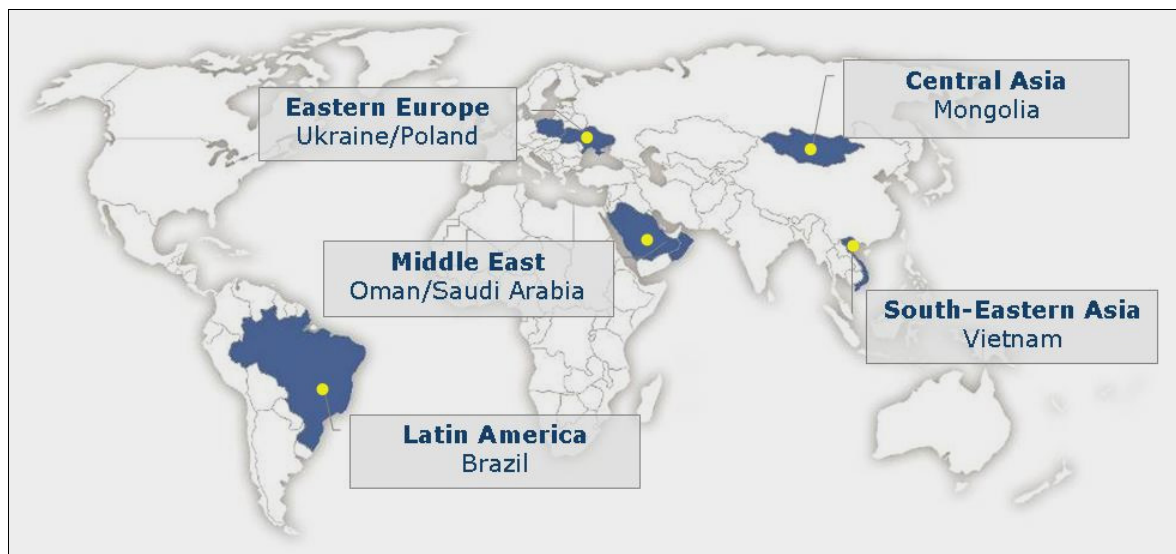 Eastern Europe
Ukraine/Poland
Central Asia
Mongolia
Middle East
Oman/Saudi Arabia
South-Eastern Asia
Vietnam
Latin America
Brazil